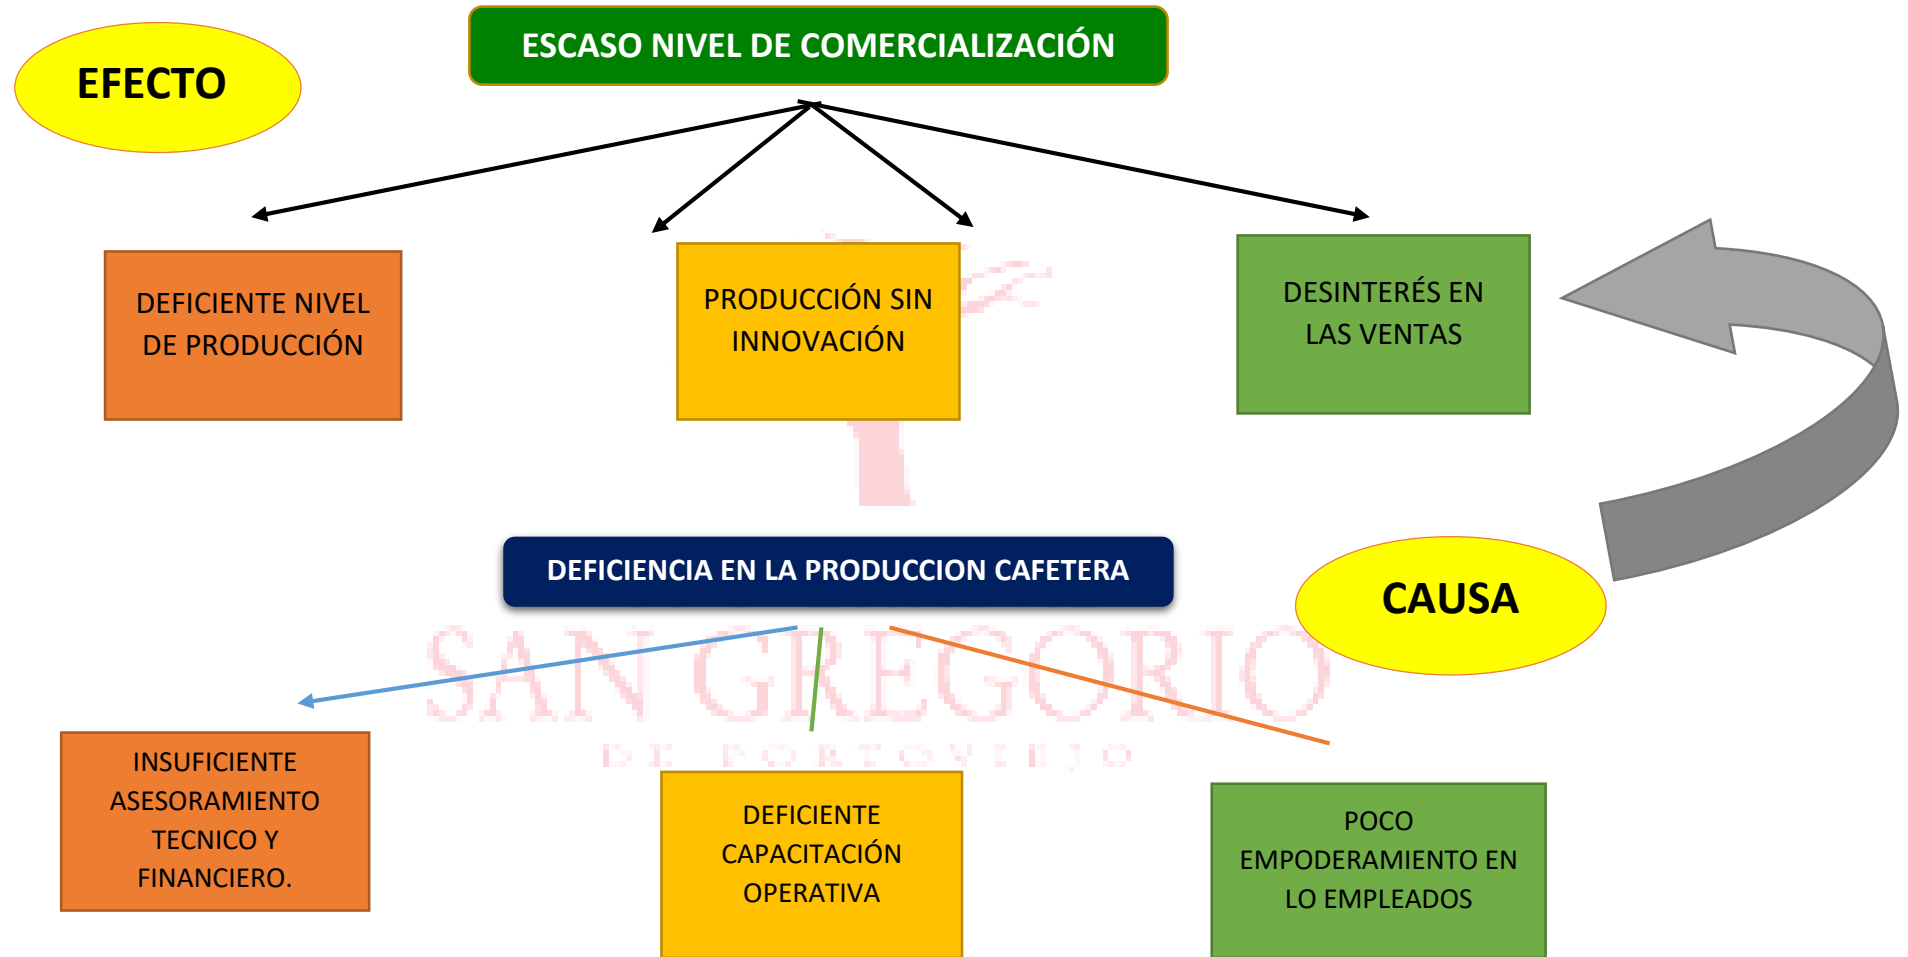 ESCASO NIVEL DE COMERCIALIZACIÓN
EFECTO
DEFICIENTE NIVEL
DE PRODUCCIÓN
PRODUCCIÓN SIN
INNOVACIÓN
DESINTERÉS EN
LAS VENTAS
DEFICIENCIA EN LA PRODUCCION CAFETERA
CAUSA
SAN GREGORIO
DE PORTOVIEJO
INSUFICIENTE
ASESORAMIENTO
TECNICO Y
FINANCIERO.
DEFICIENTE
CAPACITACIÓN
OPERATIVA
POCO
EMPODERAMIENTO EN
LO EMPLEADOS